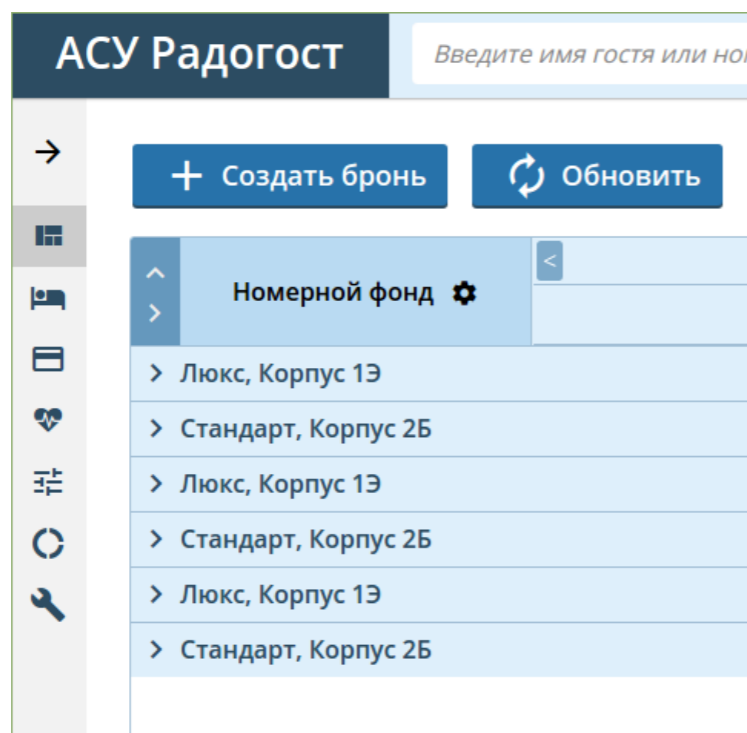 АСУ Радогост
Введите имя гостя или
Создать бронь
Обновить
Номерной фонд
<
Люкс, Корпус 1Э
Стандарт, Корпус 2Б
Люкс, Корпус 1Э
Стандарт, Корпус 2Б
Люкс, Корпус 1Э
Стандарт, Корпус 2Б